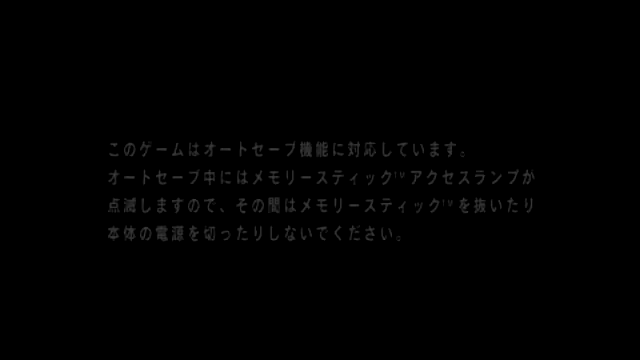 このゲームはオートセーブ機能に対応しています。
オートセーブ中にはメモリースティック™アクセスランプが
点滅しますので、その間はメモリースティック™を抜いたり
本体の電源を切ったりしないでください。